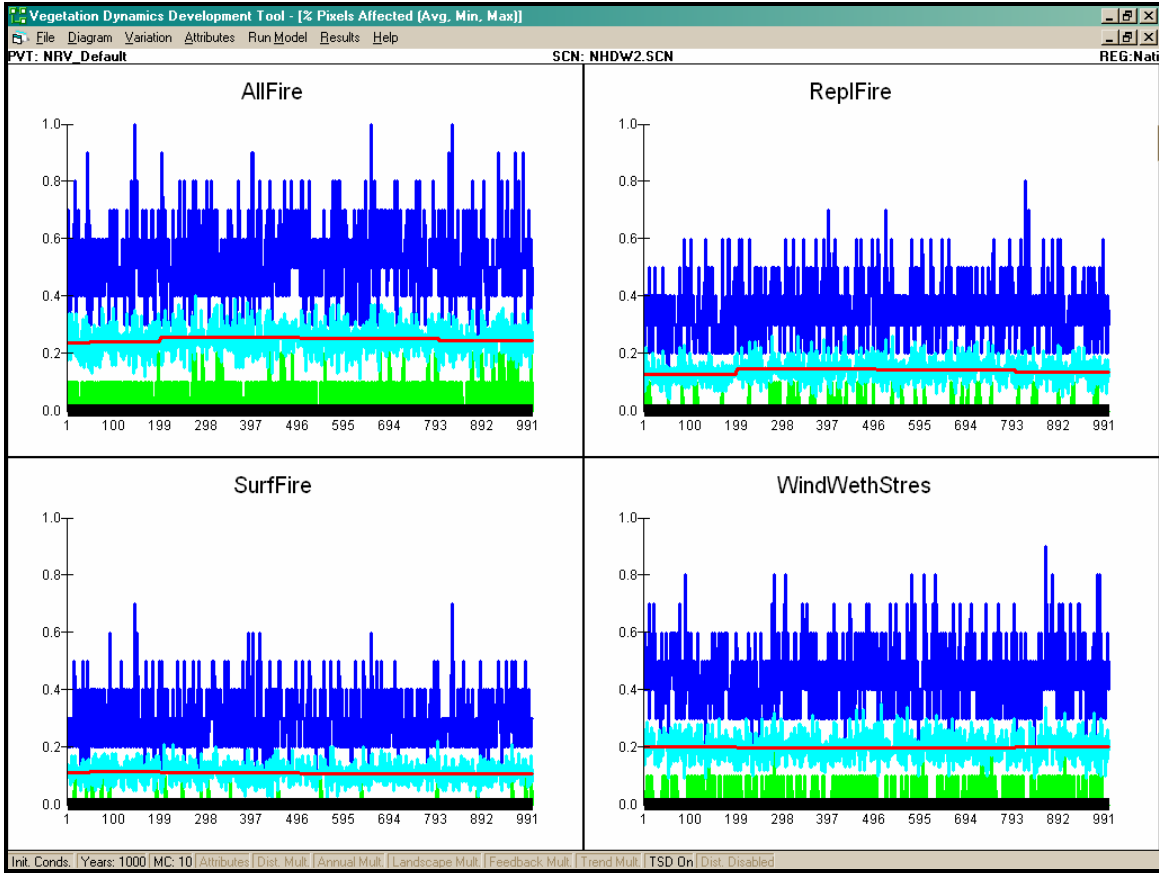 Vegetation Dynamics Development Tool - [% Pixels Affected (Avg, Min, Max)]
File Diagram Variation Attributes Run Model Results Help
PVT: NRV_Default SCN: NHDW2.SCN REG:Nati
AllFire
1.0
0.8
0.6
0.4
0.2
0.0
1 100 199 298 397 496 595 694 793 892 991
ReplFire
1.0
0.8
0.6
0.4
0.2
0.0
1 100 199 298 397 496 595 694 793 892 991
SurfFire
1.0
0.8
0.6
0.4
0.2
0.0
1 100 199 298 397 496 595 694 793 892 991
WindWethStres
1.0
0.8
0.6
0.4
0.2
0.0
1 100 199 298 397 496 595 694 793 892 991
Init. Conds. Years: 1000 MC: 10 Attributes Dist. Mult. Annual Mult. Landscape Mult. Feedback Mult. Trend Mult. TSD On Dist. Disabled